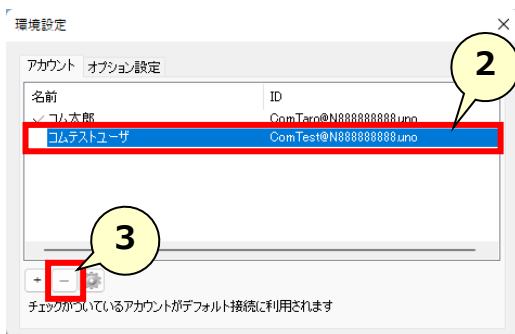 環境設定
アカウント オプション設定
2
名前 ID
コム太郎 ComTaro@N888888888.uno
コムテストユーザ ComTest@N888888888.uno
3
+ −
チェックがついているアカウントがデフォルト接続に利用されます